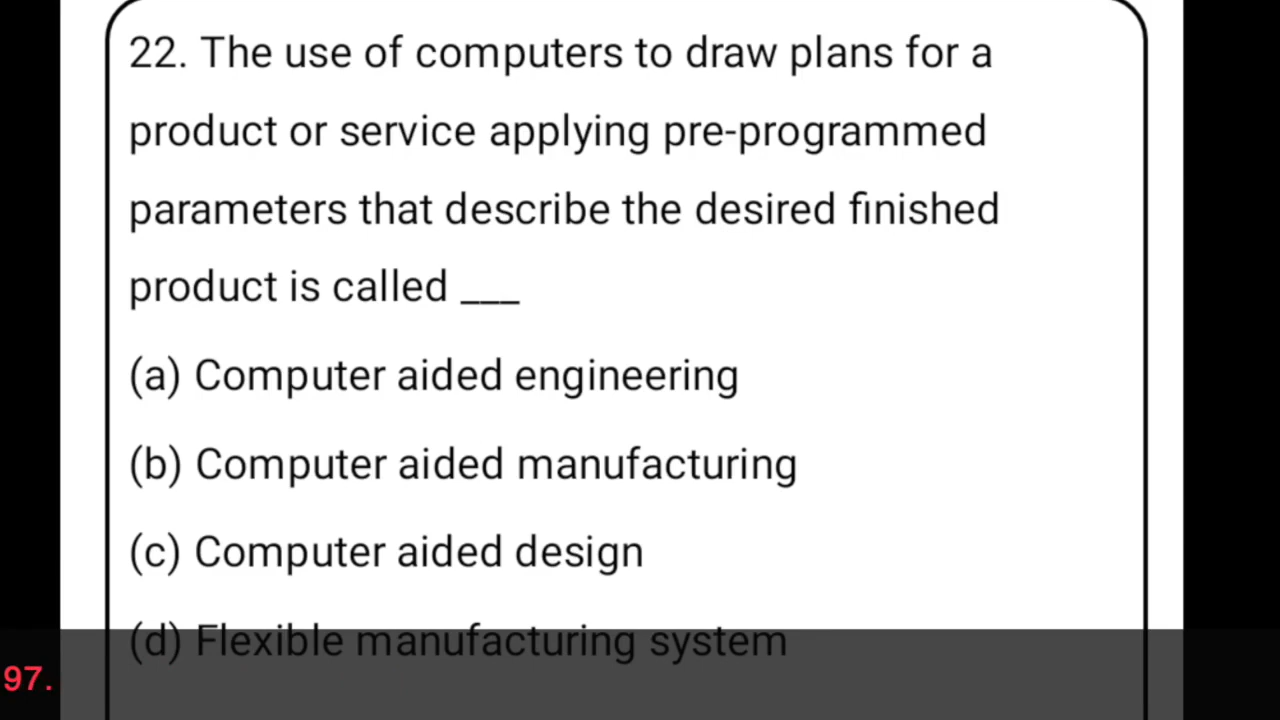 22. The use of computers to draw plans for a
product or service applying pre-programmed
parameters that describe the desired finished
product is called ___
(a) Computer aided engineering
(b) Computer aided manufacturing
(c) Computer aided design
(d) Flexible manufacturing system
97.